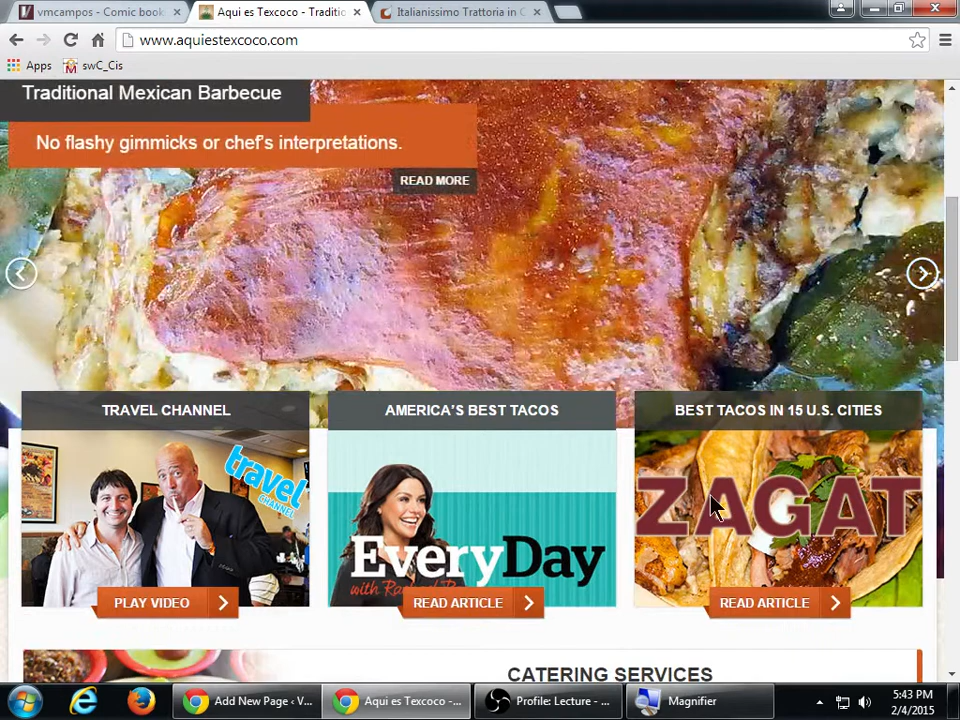 vmcampos - Comic book
Aqui es Texcoco - Traditio
Italianissimo Trattoria in C
www.aquiestexcoco.com
Apps
swC_Cis
Traditional Mexican Barbecue
No flashy gimmicks or chef's interpretations.
READ MORE
TRAVEL CHANNEL
AMERICA'S BEST TACOS
BEST TACOS IN 15 U.S. CITIES
travel
CHANNEL
ZAGAT
EveryDay
with
PLAY VIDEO
READ ARTICLE
READ ARTICLE
CATERING SERVICES
Add New Page ‹ V...
Aqui es Texcoco -...
Profile: Lecture - ...
Magnifier
5:43 PM
2/4/2015